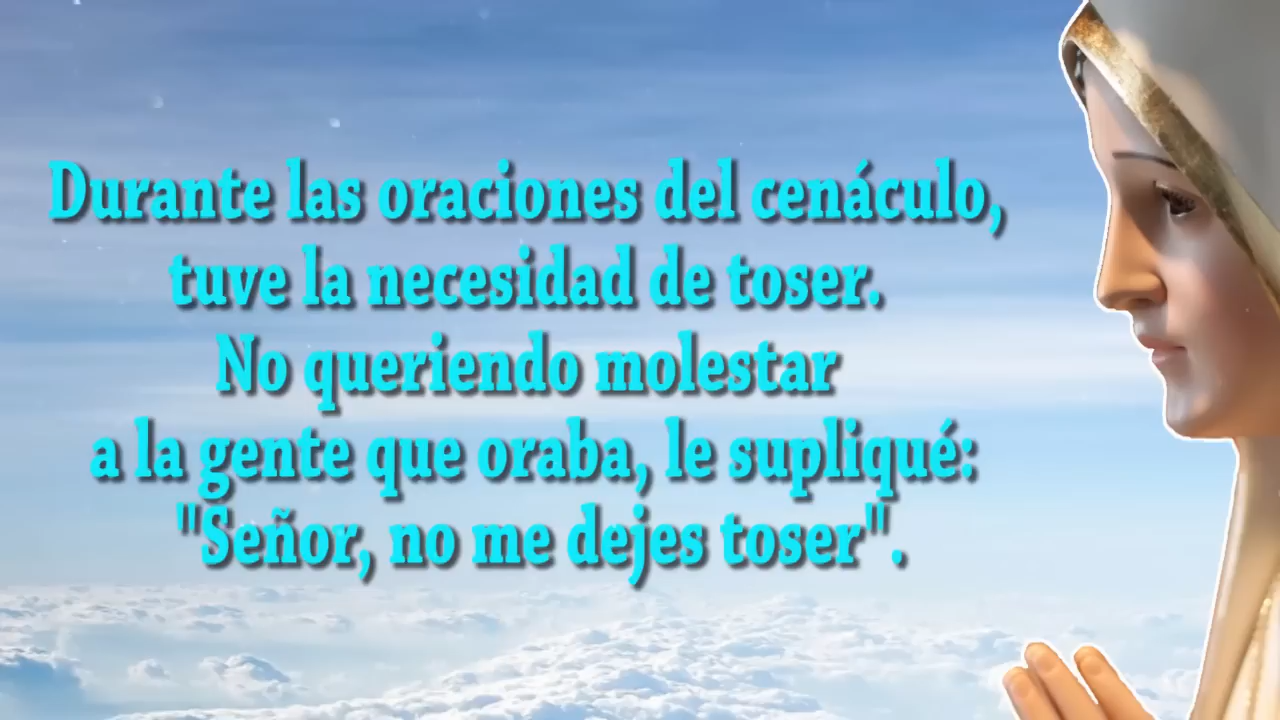 Durante las oraciones del cenáculo,
tuve la necesidad de toser.
No queriendo molestar
a la gente que oraba, le supliqué:
"Señor, no me dejes toser".